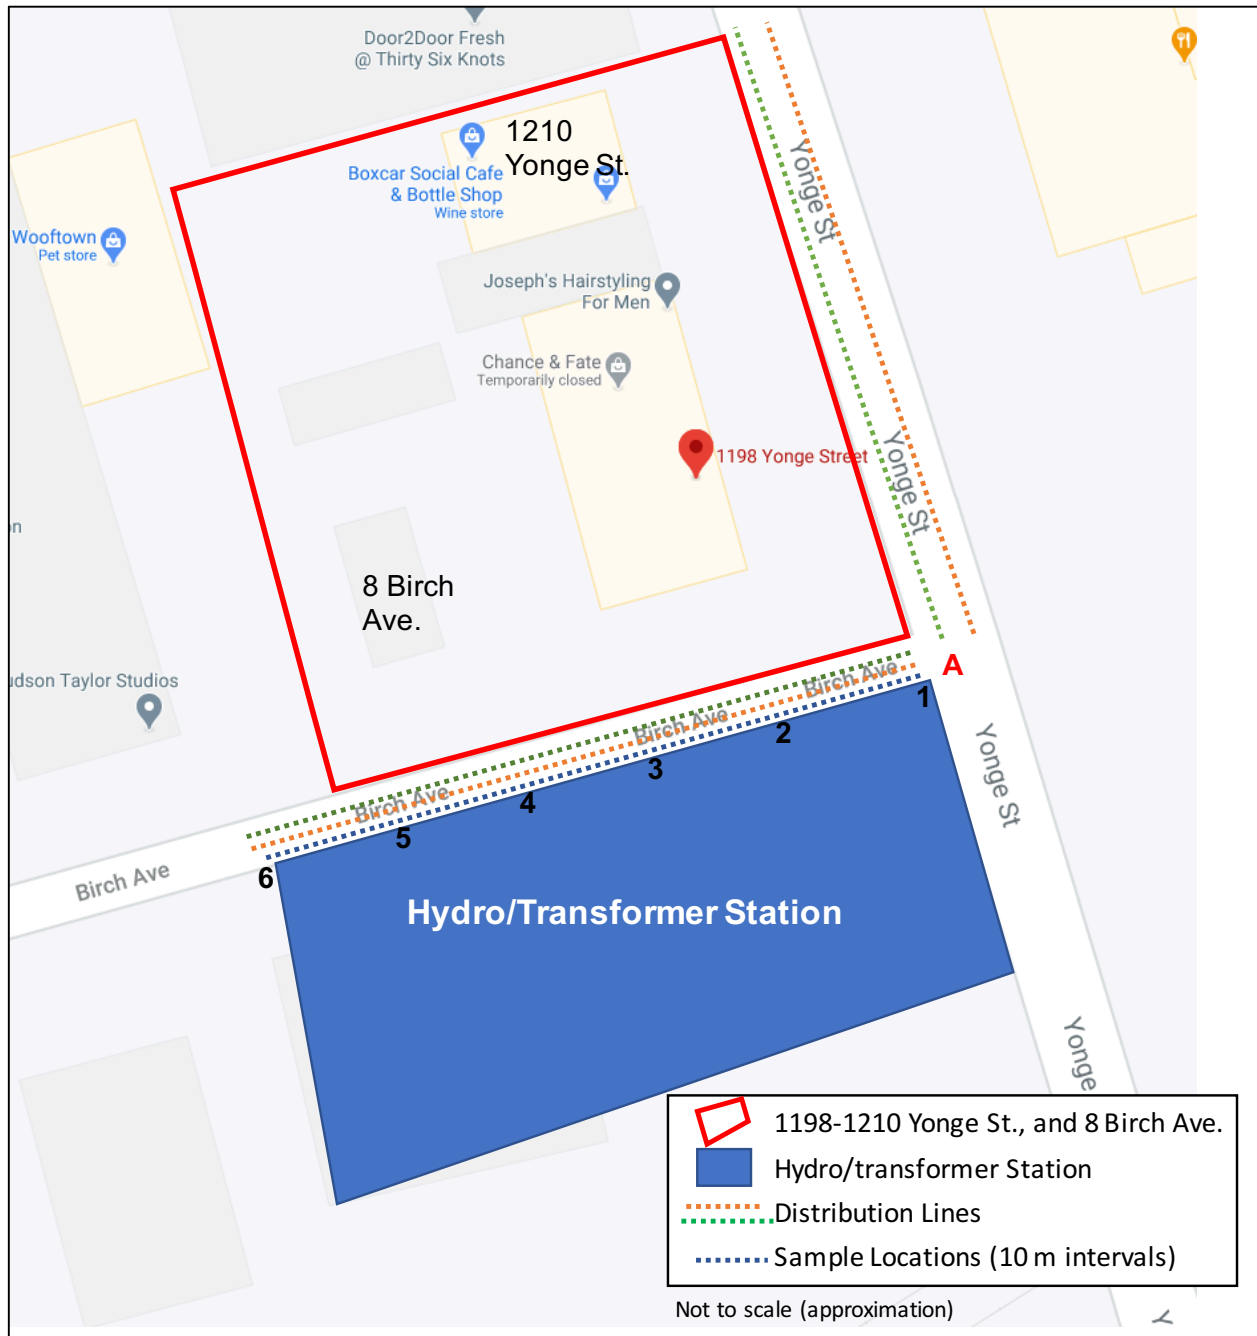 Door2Door Fresh
@ Thirty Six Knots
1210
Yonge St.
Boxcar Social Cafe
& Bottle Shop
Wine store
Yonge St
Wooftown
Pet store
Joseph's Hairstyling
For Men
Chance & Fate
Temporarily closed
1198 Yonge Street
Yonge St
on
8 Birch
Ave.
udson Taylor Studios
A
Birch Ave
1
Birch Ave
2
3
Yonge St
Birch Ave
4
5
6
Birch Ave
Hydro/Transformer Station
Yonge
1198-1210 Yonge St., and 8 Birch Ave.
Hydro/transformer Station
Distribution Lines
Sample Locations (10 m intervals)
Not to scale (approximation)
Y